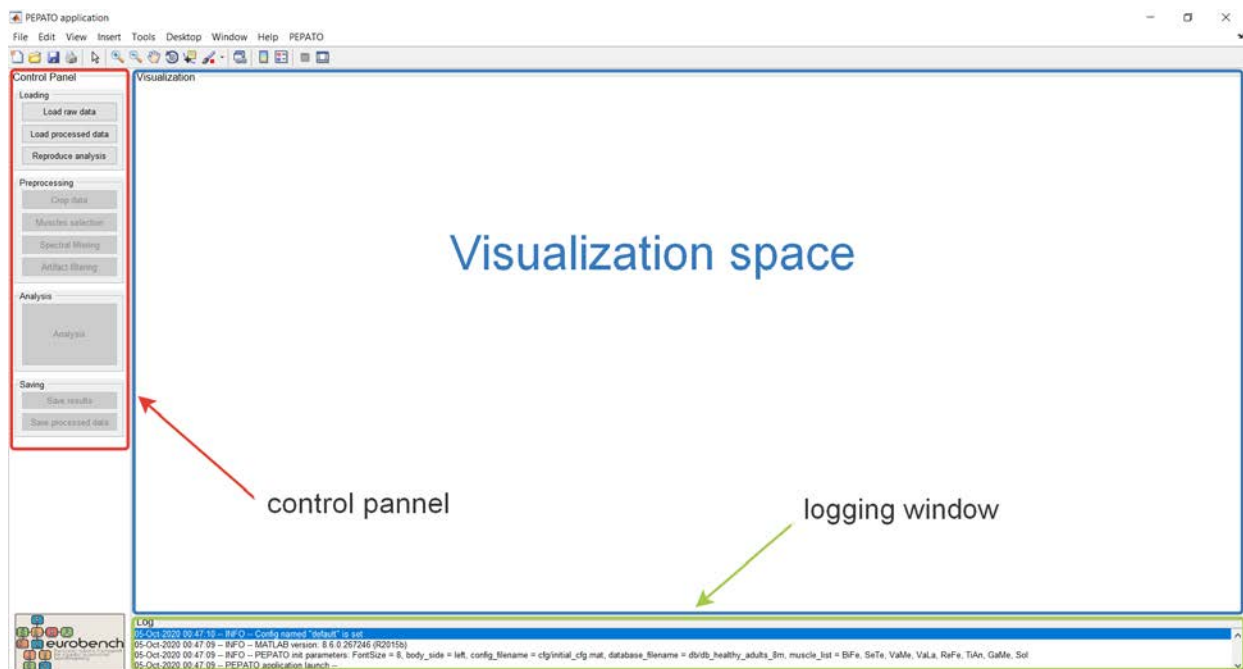 PEPATO application
File Edit View Insert Tools Desktop Window Help PEPATO
Control Panel
Visualization
Loading
Load raw data
Load processed data
Reproduce analysis
Preprocessing
Crop data
Muscles selection
Spectral filtering
Artifact filtering
Analysis
Analysis
Saving
Save results
Save processed data
Visualization space
control pannel
logging window
eurobench
Log
05-Oct-2020 00:47:10 -- INFO -- Config named "default" is set
05-Oct-2020 00:47:09 -- INFO -- MATLAB version: 8.6.0.267246 (R2015b)
05-Oct-2020 00:47:09 -- INFO -- PEPATO init parameters: FontSize = 8, body_side = left, config_filename = cfg/initial_cfg.mat, database_filename = db/db_healthy_adults_8m, muscle_list = BiFe, SeTe, VaMe, VaLa, ReFe, TiAn, GaMe, Sol
05-Oct-2020 00:47:09 -- PEPATO application launch --